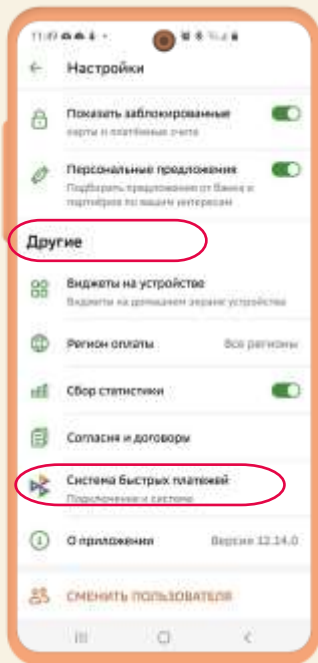 11:49
Настройки
Показать заблокированные
карты и платёжные счета
Персональные предложения
Подбирать предложения от банка и
партнёров по вашим интересам
Другие
Виджеты на устройстве
Виджеты на домашнем экране устройства
Регион оплаты Все регионы
Сбор статистики
Согласия и договоры
Система быстрых платежей
Подключение к системе
О приложении Версия 12.14.0
СМЕНИТЬ ПОЛЬЗОВАТЕЛЯ